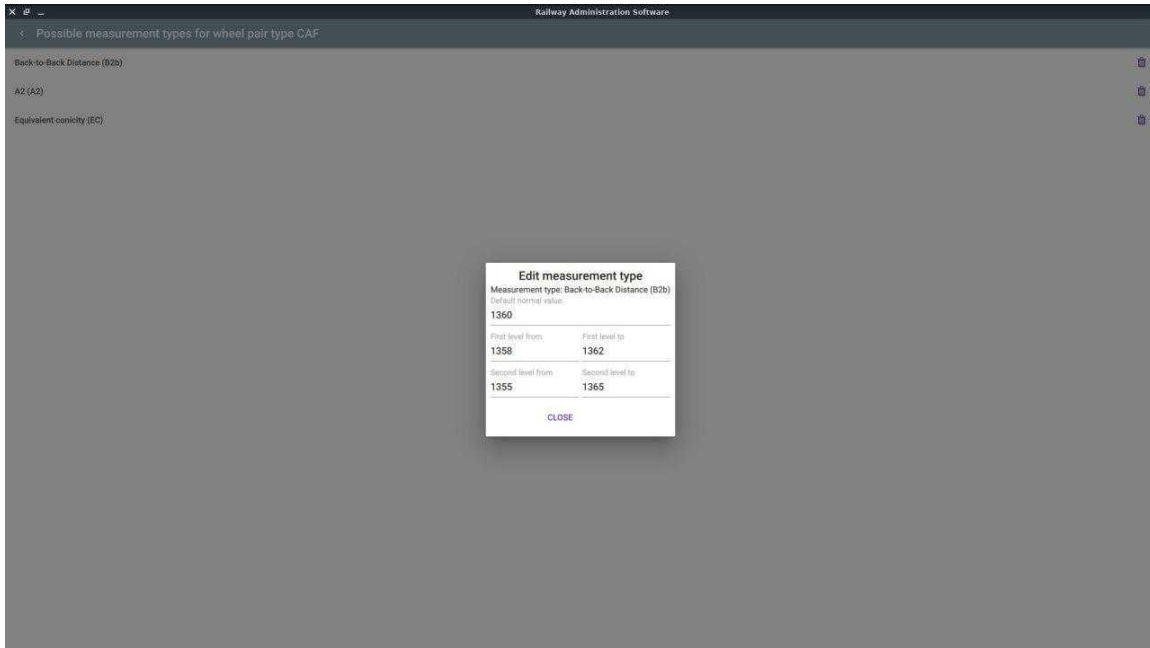 Railway Administration Software
Possible measurement types for wheel pair type CAF
Back-to-Back Distance (B2b)
A2 (A2)
Equivalent conicity (EC)
Edit measurement type
Measurement type: Back-to-Back Distance (B2b)
Default normal value
1360
First level from First level to
1358 1362
Second level from Second level to
1355 1365
CLOSE